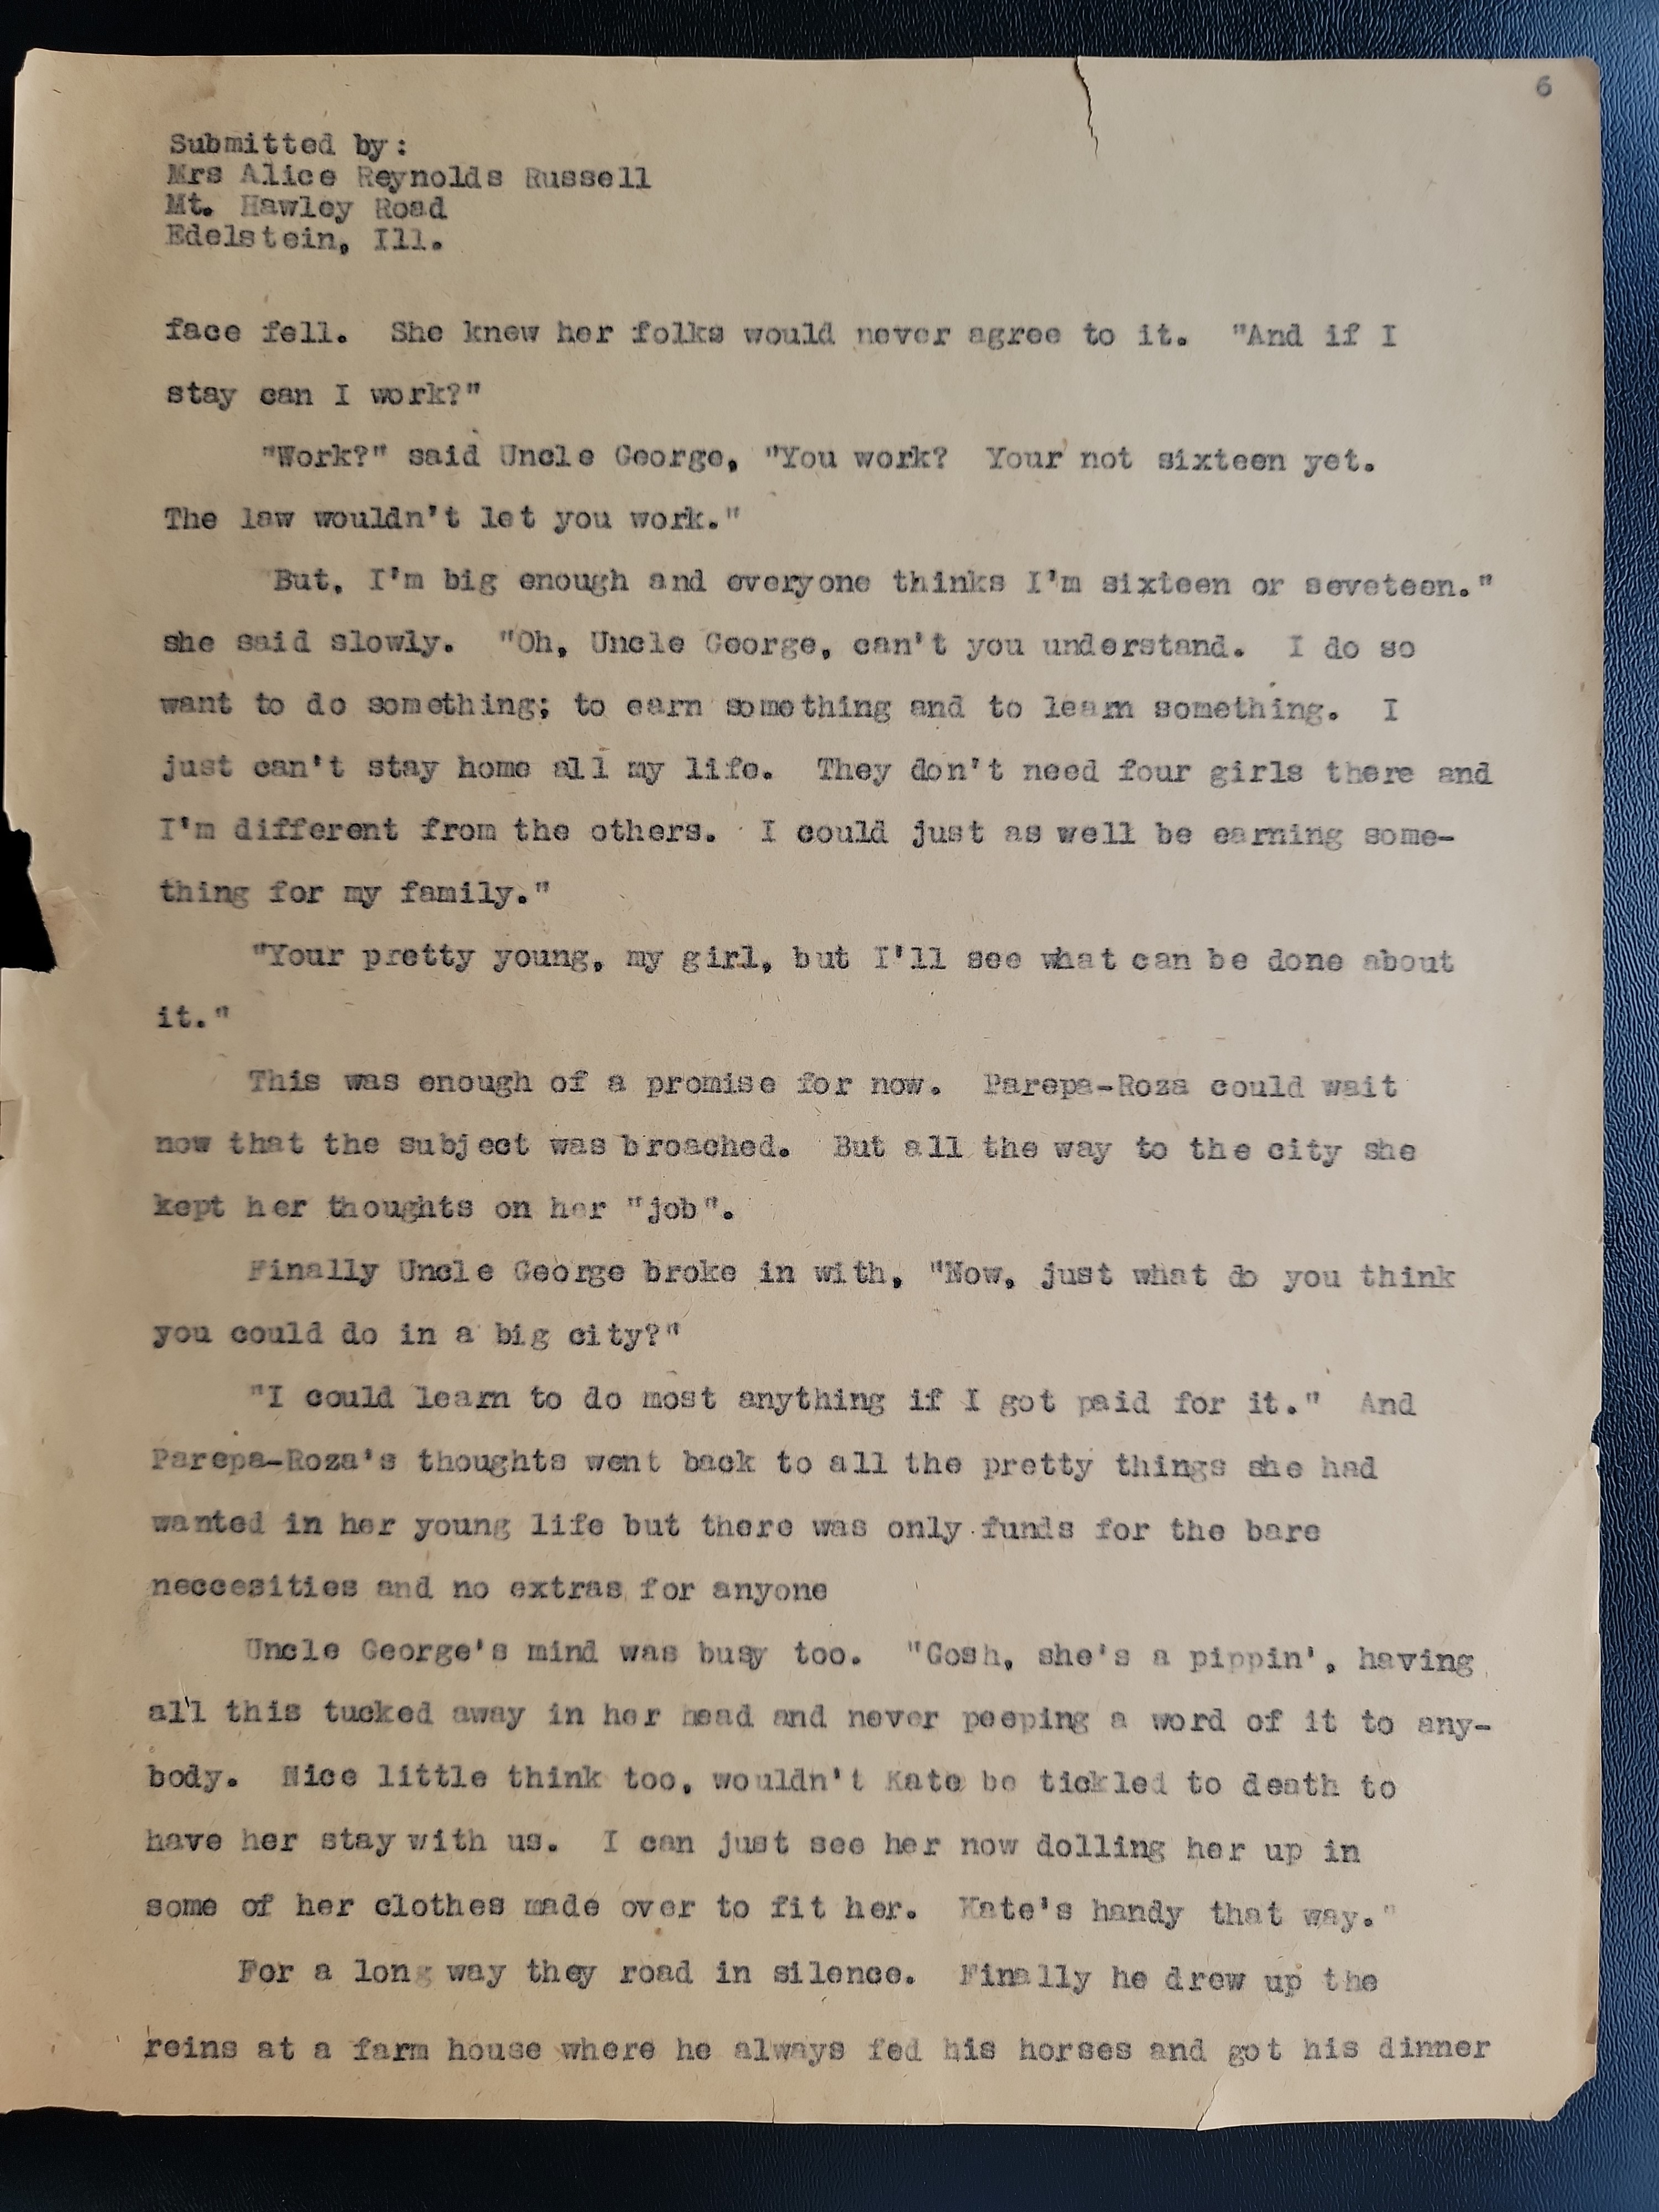 6
Submitted by:
Mrs Alice Reynolds Russell
Mt. Hawley Road
Edelstein, Ill.
face fell.  She knew her folks would never agree to it.  "And if I
stay can I work?"
"Work?" said Uncle George, "You work?  Your not sixteen yet.
The law wouldn't let you work."
"But, I'm big enough and everyone thinks I'm sixteen or seveteen."
she said slowly.  "Oh, Uncle George, can't you understand.  I do so
want to do something; to earn something and to learn something.  I
just can't stay home all my life.  They don't need four girls there and
I'm different from the others.  I could just as well be earning some-
thing for my family."
"Your pretty young, my girl, but I'll see what can be done about
it."
This was enough of a promise for now.  Parepa-Roza could wait
now that the subject was broached.  But all the way to the city she
kept her thoughts on her "job".
Finally Uncle George broke in with, "Now, just what do you think
you could do in a big city?"
"I could learn to do most anything if I got paid for it."  And
Parepa-Roza's thoughts went back to all the pretty things she had
wanted in her young life but there was only funds for the bare
neccesities and no extras for anyone
Uncle George's mind was busy too.  "Gosh, she's a pippin', having
all this tucked away in her head and never peeping a word of it to any-
body.  Nice little think too, wouldn't Kate be tickled to death to
have her stay with us.  I can just see her now dolling her up in
some of her clothes made over to fit her.  Kate's handy that way."
For a long way they road in silence.  Finally he drew up the
reins at a farm house where he always fed his horses and got his dinner